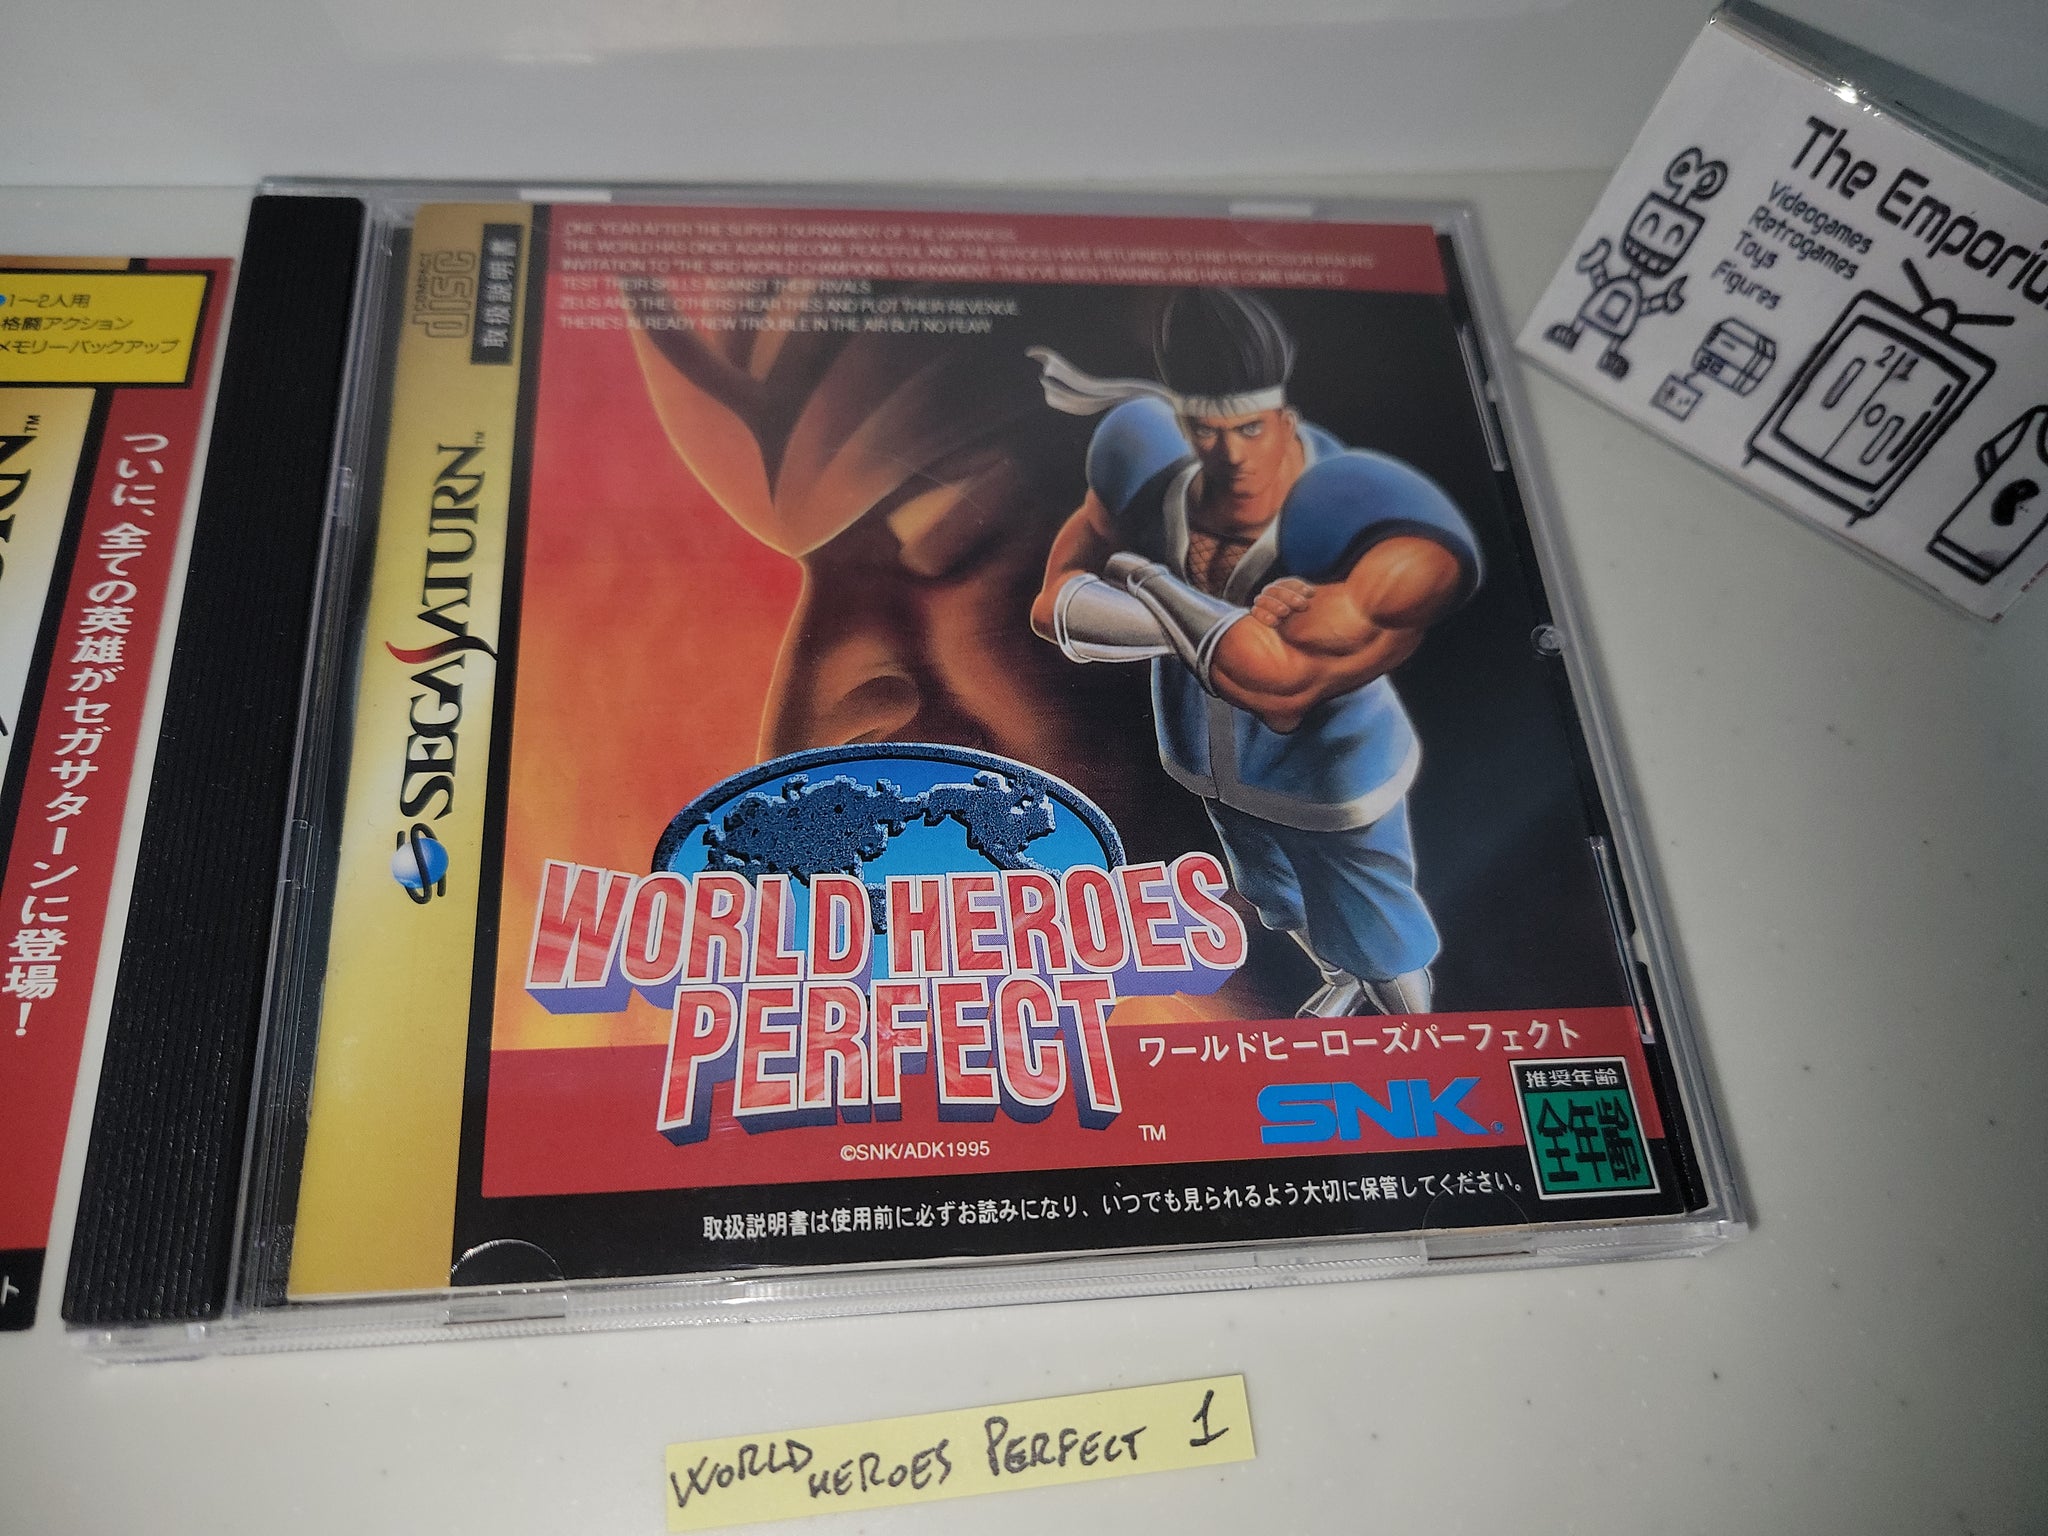 1〜2人用
格闘アクション
メモリーバックアップ
ついに、全ての英雄がセガサターンに登場!
COMPACT
disc
取扱説明書
SEGA SATURN™
ONE YEAR AFTER THE SUPER TOURNAMENT OF THE DARKNESS,
THE WORLD HAS ONCE AGAIN BECOME PEACEFUL AND THE HEROES HAVE RETURNED TO FIND PROFESSOR BROWN'S
INVITATION TO "THE 3RD WORLD CHAMPIONS TOURNAMENT." THEY'VE BEEN TRAINING AND HAVE COME BACK TO
TEST THEIR SKILLS AGAINST THEIR RIVALS.
ZEUS AND THE OTHERS HEAR THIS AND PLOT THEIR REVENGE.
THERE'S ALREADY NEW TROUBLE IN THE AIR BUT NO FEAR!
WORLD HEROES
PERFECT
TM
ワールドヒーローズパーフェクト
SNK®
推奨年齢
全年齢
©SNK/ADK1995
取扱説明書は使用前に必ずお読みになり、いつでも見られるよう大切に保管してください。
The Emporium
Videogames
Retrogames
Toys
Figures
21
WORLD HEROES PERFECT 1